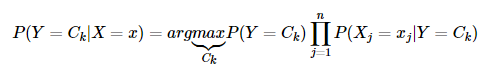 P(Y = C_k|X = x) = argmax_{C_k} P(Y = C_k) ∏_{j=1}^{n} P(X_j = x_j|Y = C_k)